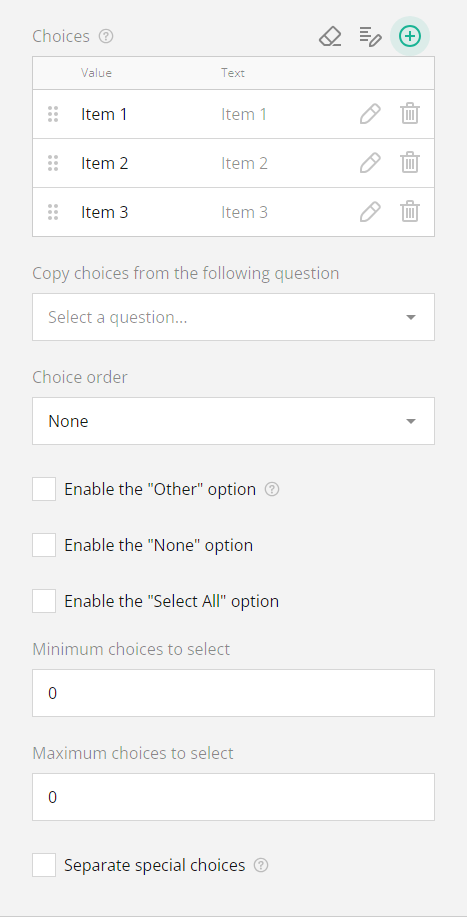 Choices ?
Value Text
Item 1 Item 1
Item 2 Item 2
Item 3 Item 3
Copy choices from the following question
Select a question...
Choice order
None
Enable the "Other" option ?
Enable the "None" option
Enable the "Select All" option
Minimum choices to select
0
Maximum choices to select
0
Separate special choices ?